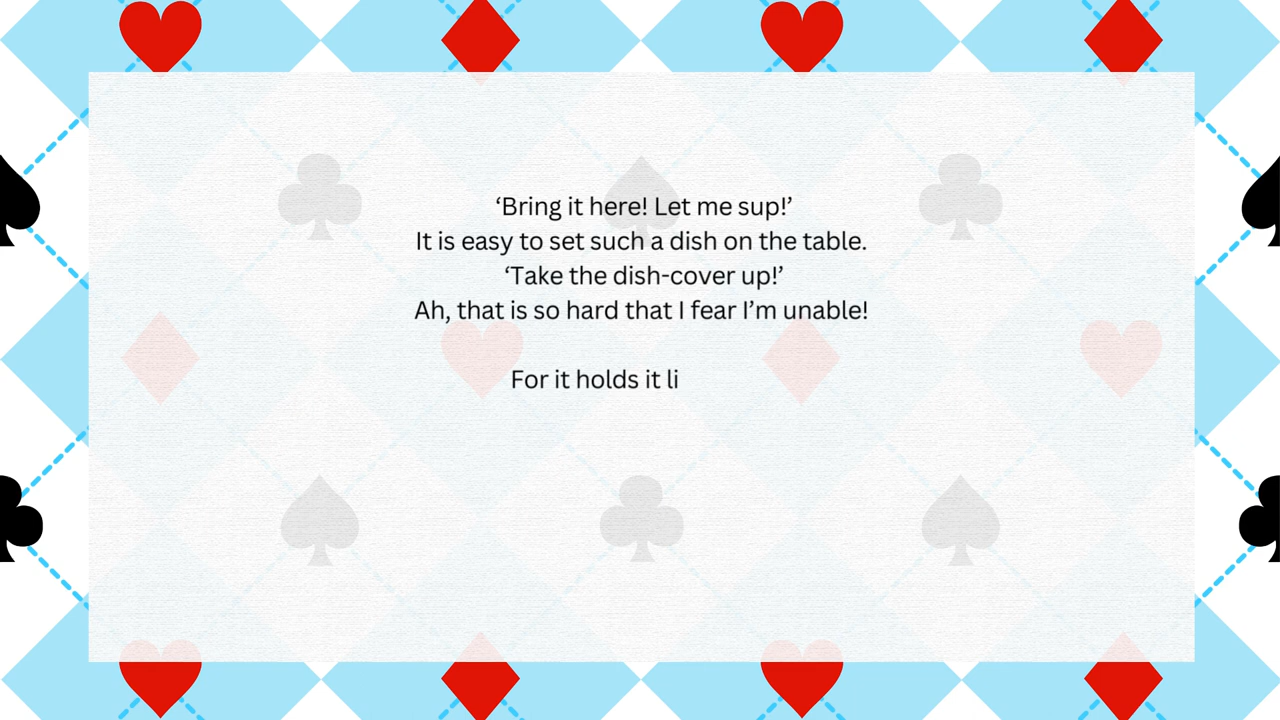 ‘Bring it here! Let me sup!’
It is easy to set such a dish on the table.
‘Take the dish-cover up!’
Ah, that is so hard that I fear I’m unable!
For it holds it li